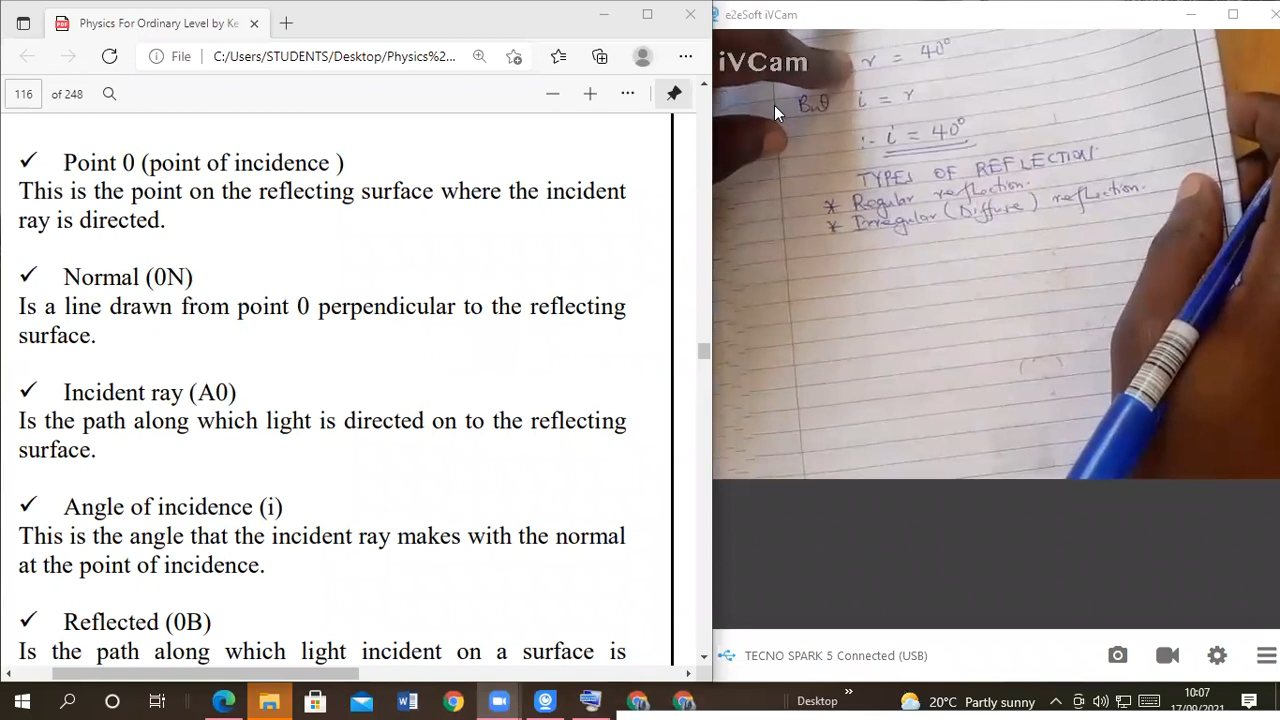 Physics For Ordinary Level by Ke
File
C:/Users/STUDENTS/Desktop/Physics%2...
116 of 248
✓ Point 0 (point of incidence )
This is the point on the reflecting surface where the incident
ray is directed.
✓ Normal (0N)
Is a line drawn from point 0 perpendicular to the reflecting
surface.
✓ Incident ray (A0)
Is the path along which light is directed on to the reflecting
surface.
✓ Angle of incidence (i)
This is the angle that the incident ray makes with the normal
at the point of incidence.
✓ Reflected (0B)
Is the path along which light incident on a surface is
e2eSoft iVCam
iVCam
r = 40°
But i = r
:- i = 40°
TYPES OF REFLECTION
* Regular reflection.
* Irregular (Diffuse) reflection.
TECNO SPARK 5 Connected (USB)
Desktop
20°C Partly sunny
10:07
17/09/2021